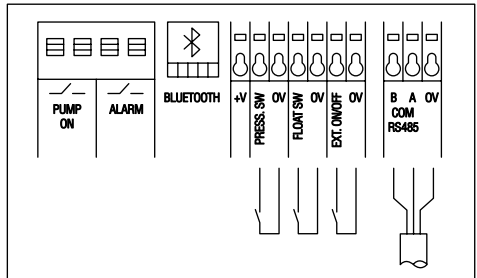 PUMP ON
ALARM
BLUETOOTH
+V
PRESS. SW
0V
FLOAT SW
0V
EXT. ON/OFF
0V
B A 0V
COM
RS485